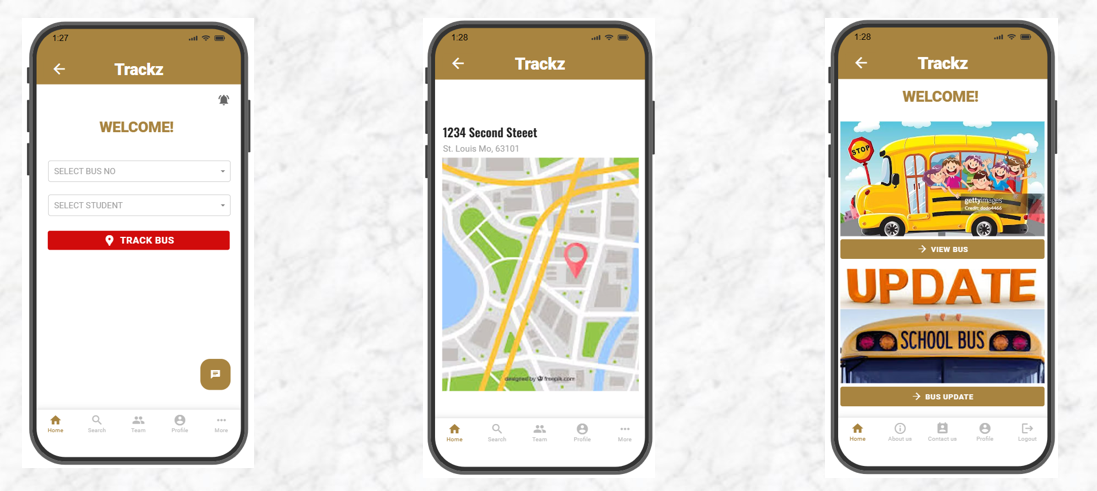 1:27
Trackz
WELCOME!
SELECT BUS NO
SELECT STUDENT
TRACK BUS
Home
Search
Team
Profile
More
1:28
Trackz
1234 Second Steeet
St. Louis Mo, 63101
designed by freepik.com
Home
Search
Team
Profile
More
1:28
Trackz
WELCOME!
STOP
gettyimages
VIEW BUS
UPDATE
SCHOOL BUS
BUS UPDATE
Home
About us
Contact us
Profile
Logout